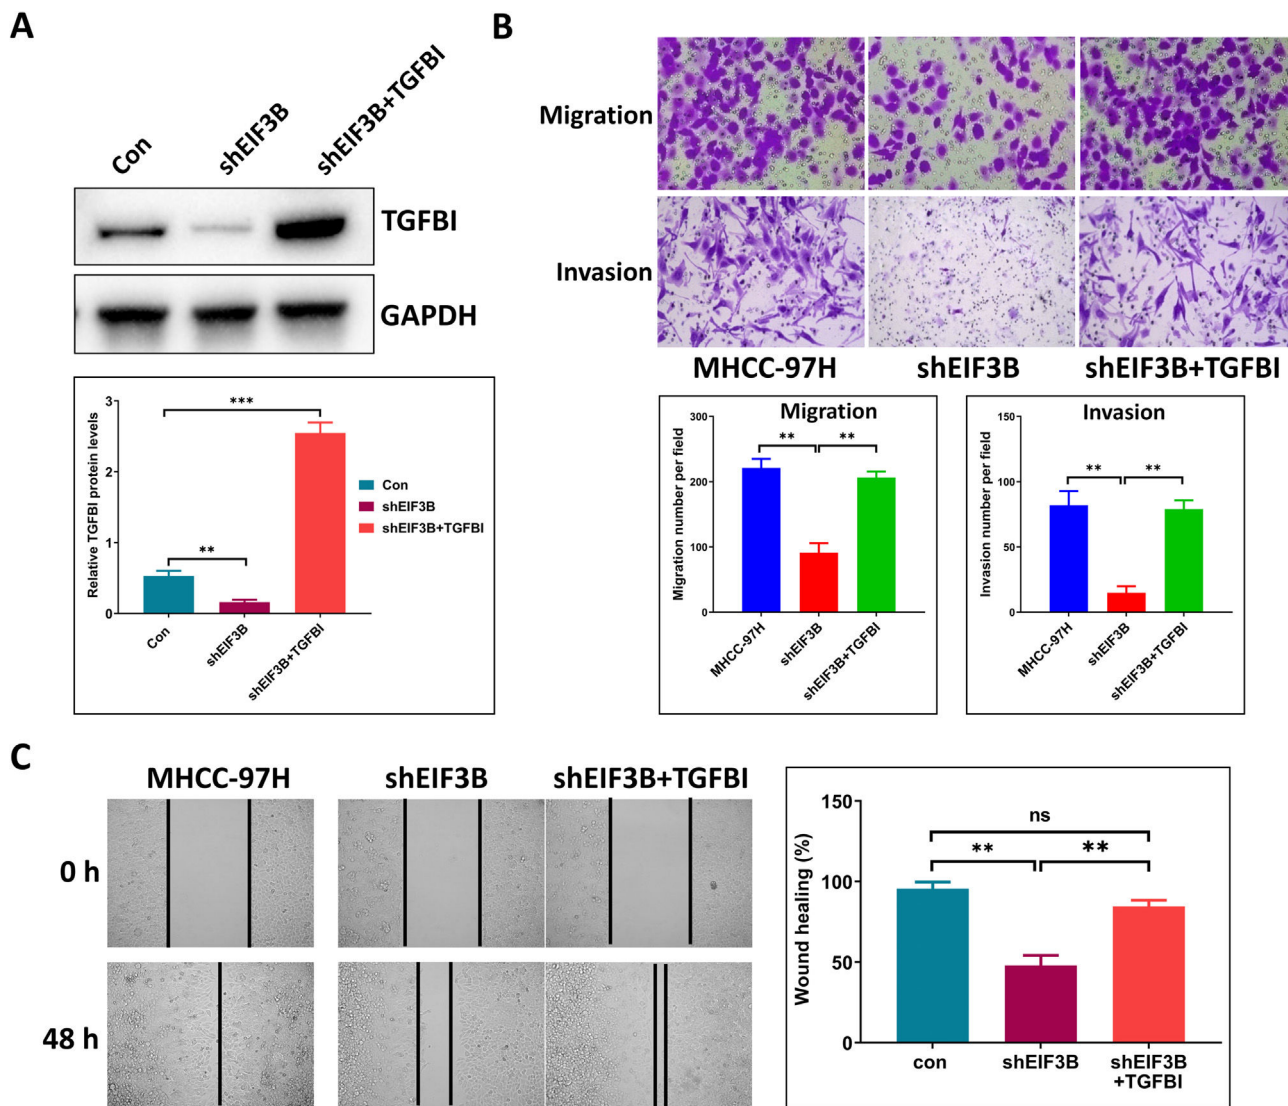 A
Con
shEIF3B
shEIF3B+TGFBI
TGFBI
GAPDH
Relative TGFBI protein levels
3
2
1
0
***
**
Con
shEIF3B
shEIF3B+TGFBI
Con
shEIF3B
shEIF3B+TGFBI
B
Migration
Invasion
MHCC-97H
shEIF3B
shEIF3B+TGFBI
Migration
Migration number per field
300
200
100
0
**
**
MHCC-97H
shEIF3B
shEIF3B+TGFBI
Invasion
Invasion number per field
150
100
50
0
**
**
MHCC-97H
shEIF3B
shEIF3B+TGFBI
C
MHCC-97H
shEIF3B
shEIF3B+TGFBI
0 h
48 h
Wound healing (%)
150
100
50
0
ns
**
**
con
shEIF3B
shEIF3B
+TGFBI